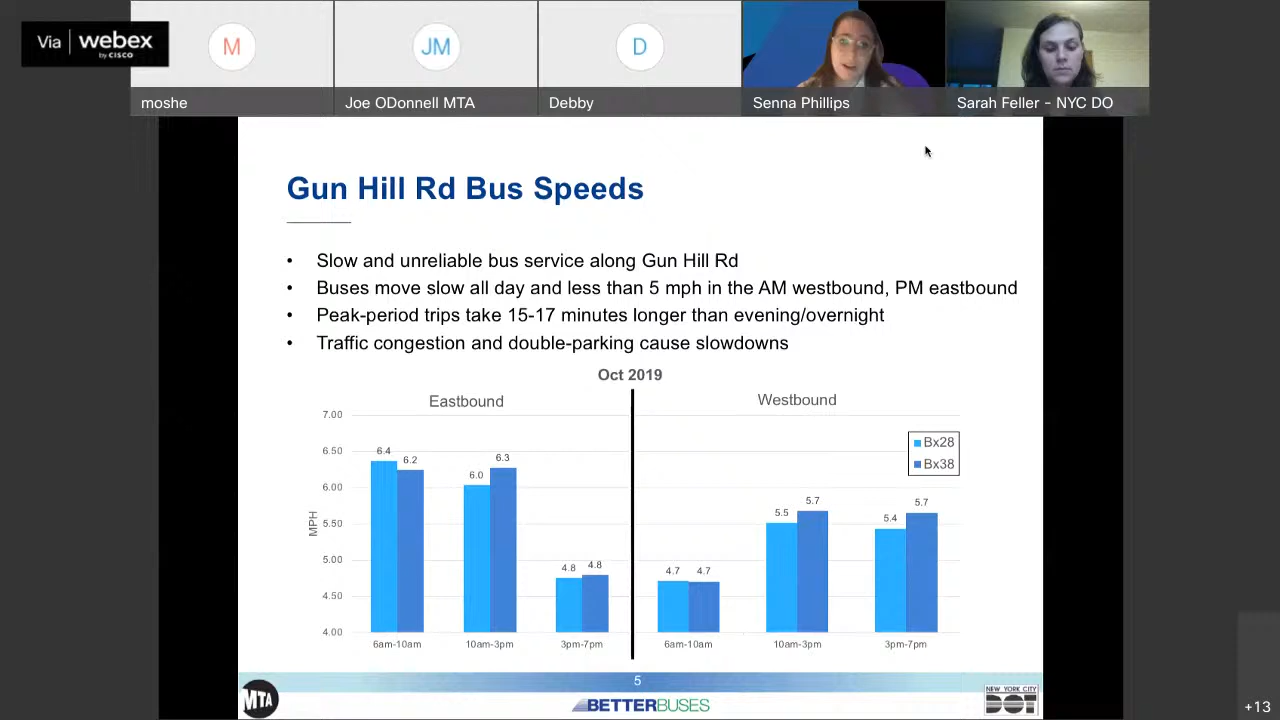 Via webex
by CISCO
M
JM
D
moshe
Joe ODonnell MTA
Debby
Senna Phillips
Sarah Feller - NYC DO
Gun Hill Rd Bus Speeds
• Slow and unreliable bus service along Gun Hill Rd
• Buses move slow all day and less than 5 mph in the AM westbound, PM eastbound
• Peak-period trips take 15-17 minutes longer than evening/overnight
• Traffic congestion and double-parking cause slowdowns
Oct 2019
Eastbound
Westbound
MPH
7.00
6.50
6.00
5.50
5.00
4.50
4.00
6.4
6.2
6.0
6.3
4.8
4.8
4.7
4.7
5.5
5.7
5.4
5.7
Bx28
Bx38
6am-10am
10am-3pm
3pm-7pm
6am-10am
10am-3pm
3pm-7pm
5
MTA
BETTERBUSES
NEW YORK CITY
DOT
+13